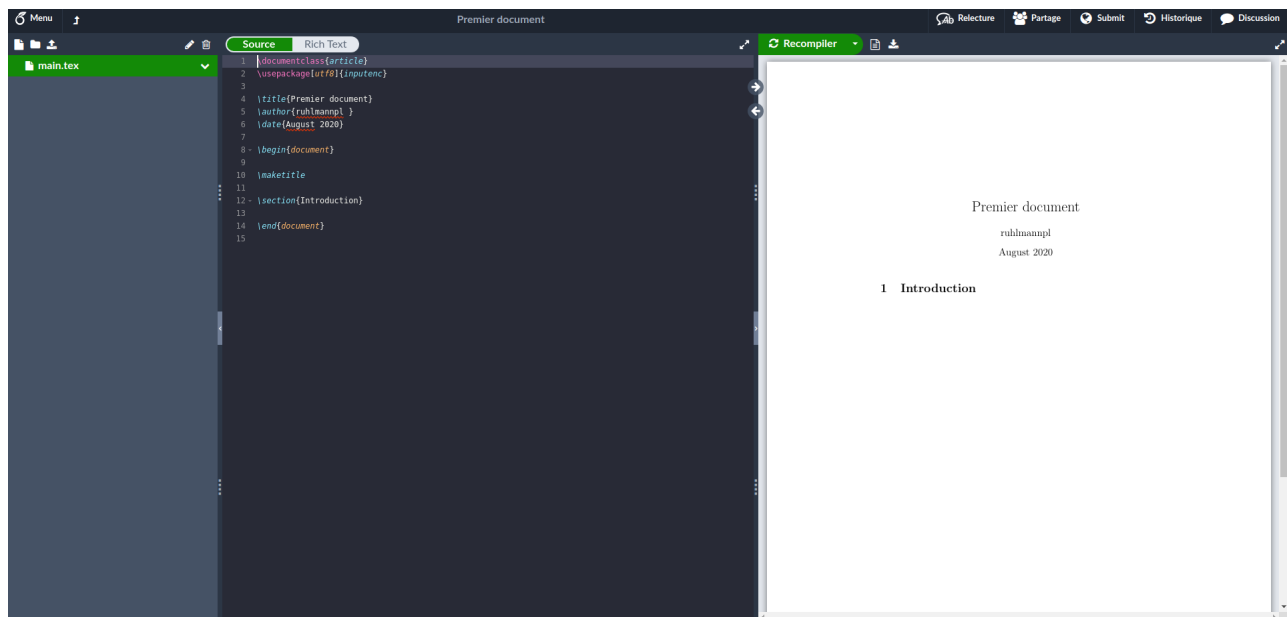 Menu Premier document Relecture Partage Submit Historique Discussion
Source Rich Text Recompiler
main.tex
1 \documentclass{article}
2 \usepackage[utf8]{inputenc}
3
4 \title{Premier document}
5 \author{ruhlmannpl }
6 \date{August 2020}
7
8 \begin{document}
9
10 \maketitle
11
12 \section{Introduction}
13
14 \end{document}
15
Premier document
ruhlmannpl
August 2020
1 Introduction